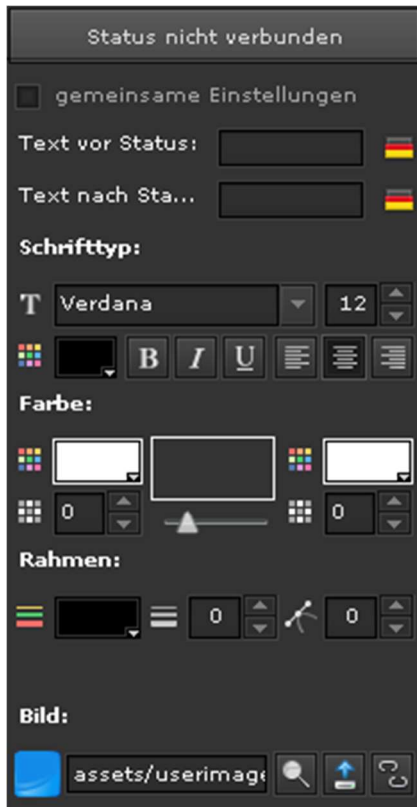 Status nicht verbunden
gemeinsame Einstellungen
Text vor Status:
Text nach Sta...
Schrifttyp:
T Verdana 12
B I U
Farbe:
0 0
Rahmen:
0 0
Bild:
assets/userimage